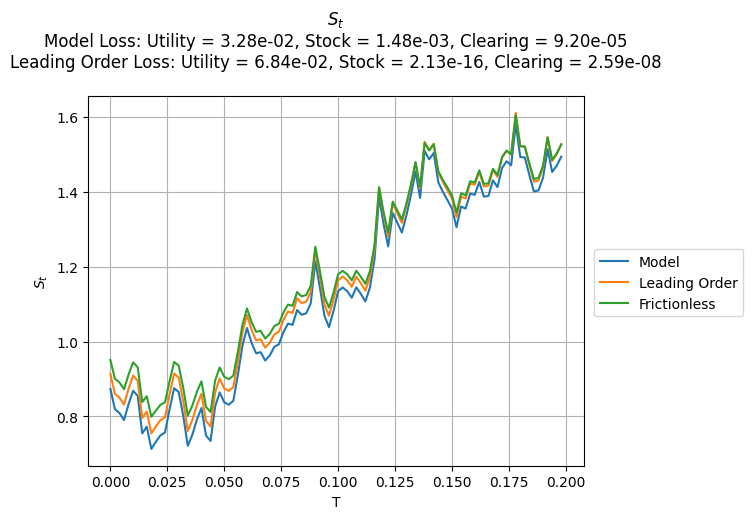 S_t
Model Loss: Utility = 3.28e-02, Stock = 1.48e-03, Clearing = 9.20e-05
Leading Order Loss: Utility = 6.84e-02, Stock = 2.13e-16, Clearing = 2.59e-08
1.6
1.4
1.2
1.0
0.8
S_t
0.000 0.025 0.050 0.075 0.100 0.125 0.150 0.175 0.200
T
Model
Leading Order
Frictionless